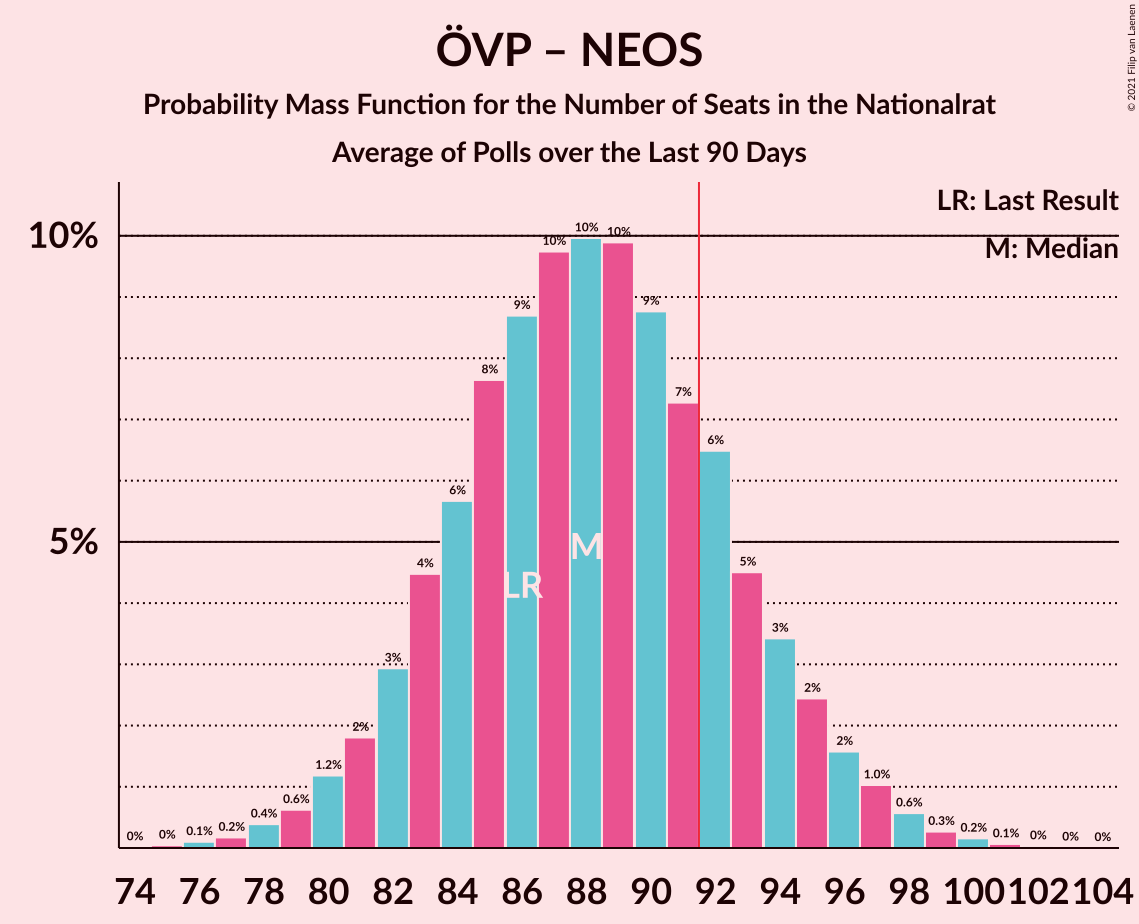 ÖVP – NEOS
Probability Mass Function for the Number of Seats in the Nationalrat
Average of Polls over the Last 90 Days
© 2021 Filip van Laenen
LR: Last Result
M: Median
10%
5%
0% 0% 0.1% 0.2% 0.4% 0.6% 1.2% 2% 3% 4% 6% 8% 9% 10% 10% 10% 9% 7% 6% 5% 3% 2% 2% 1.0% 0.6% 0.3% 0.2% 0.1% 0% 0% 0%
M
LR
74 76 78 80 82 84 86 88 90 92 94 96 98 100 102 104